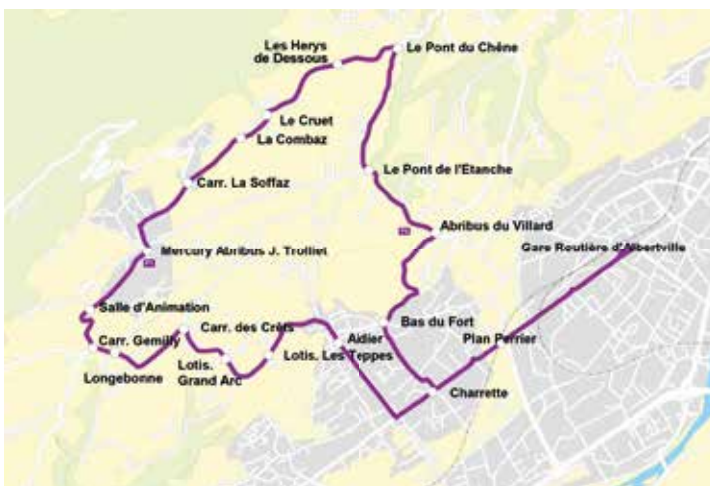 Les Herys
de Dessous
Le Pont du Chêne
Le Cruet
La Combaz
Le Pont de l'Etanche
Carr. La Soffaz
Abribus du Villard
Mercury Abribus J. Trolliet
Gare Routière d'Albertville
Salle d'Animation
Carr. des Crêts
Aidier
Bas du Fort
Carr. Gemilly
Plan Perrier
Lotis. Les Teppes
Longebonne
Lotis.
Grand Arc
Charrette